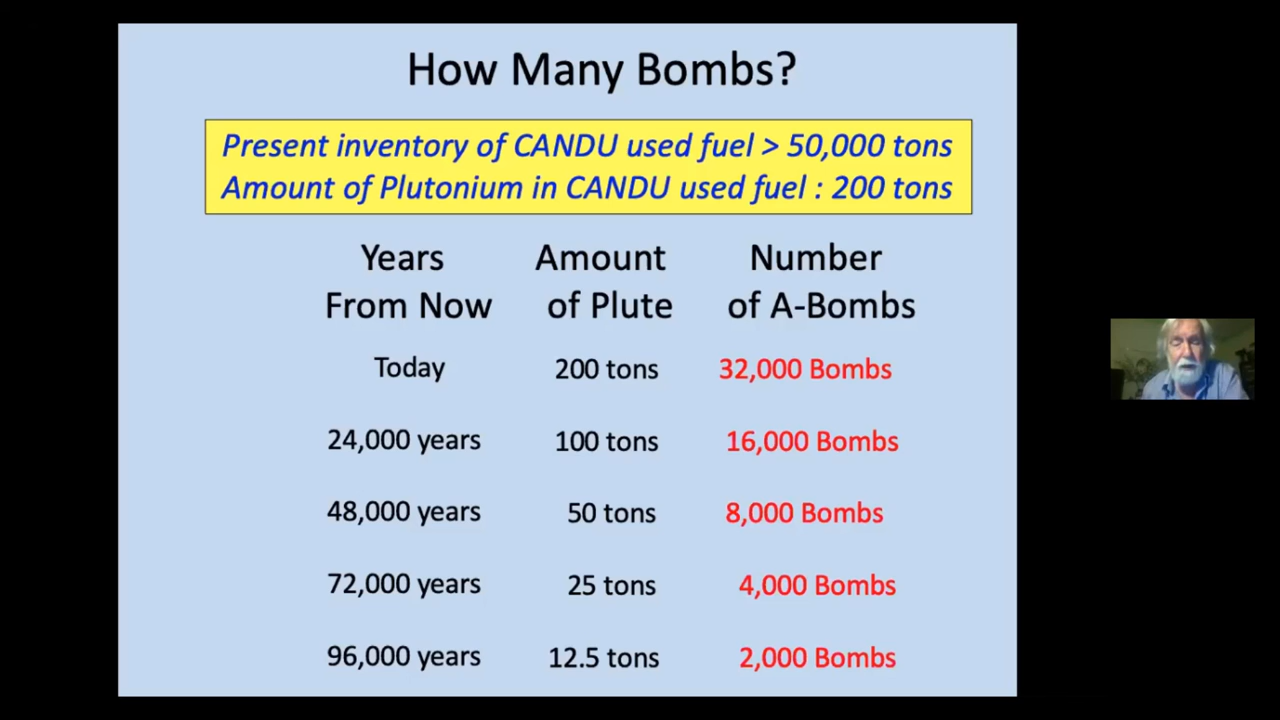 How Many Bombs?
Present inventory of CANDU used fuel > 50,000 tons
Amount of Plutonium in CANDU used fuel : 200 tons
Years Amount Number
From Now of Plute of A-Bombs
Today 200 tons 32,000 Bombs
24,000 years 100 tons 16,000 Bombs
48,000 years 50 tons 8,000 Bombs
72,000 years 25 tons 4,000 Bombs
96,000 years 12.5 tons 2,000 Bombs